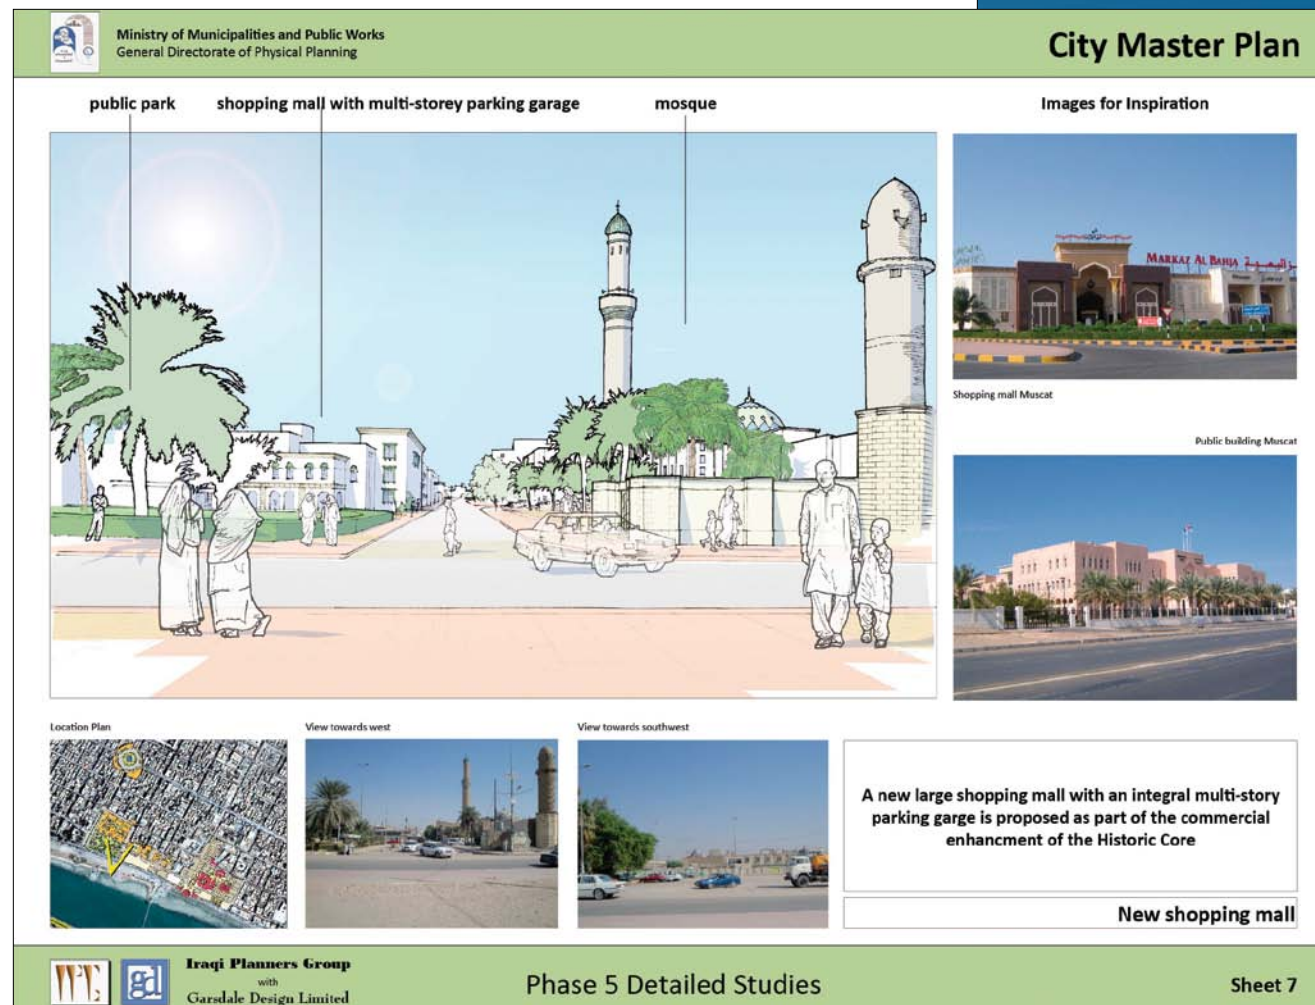 Ministry of Municipalities and Public Works
General Directorate of Physical Planning
City Master Plan
public park
shopping mall with multi-storey parking garage
mosque
Images for Inspiration
MARKAZ AL BAHJA
Shopping mall Muscat
Public building Muscat
Location Plan
View towards west
View towards southwest
A new large shopping mall with an integral multi-story
parking garge is proposed as part of the commercial
enhancment of the Historic Core
New shopping mall
gd
Iraqi Planners Group
with
Garsdale Design Limited
Phase 5 Detailed Studies
Sheet 7